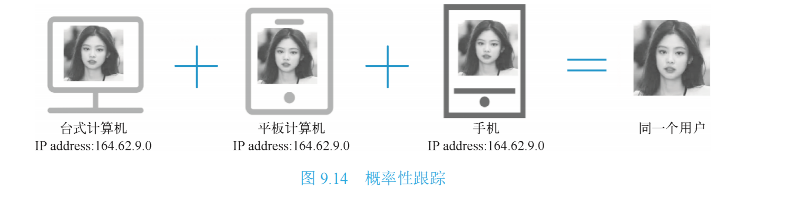 台式计算机
IP address:164.62.9.0
平板计算机
IP address:164.62.9.0
手机
IP address:164.62.9.0
同一个用户
图 9.14 概率性跟踪